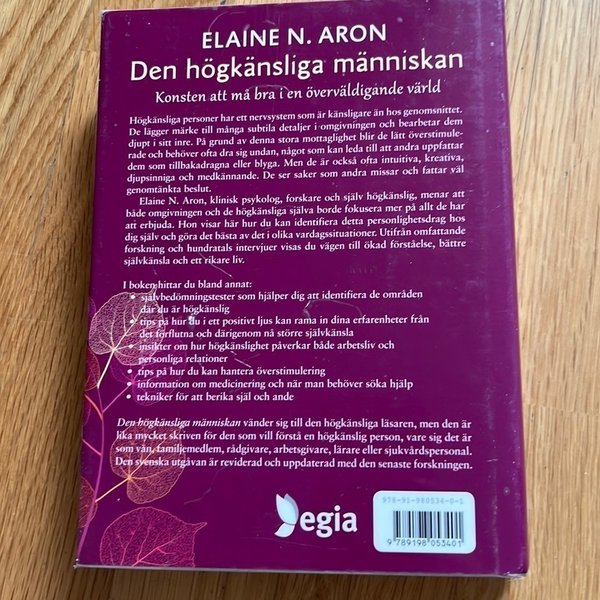 ELAINE N. ARON
Den högkänsliga människan
Konsten att må bra i en överväldigande värld
Högkänsliga personer har ett nervsystem som är känsligare än hos genomsnittet.
De lägger märke till många subtila detaljer i omgivningen och bearbetar dem
djupt i sitt inre. På grund av denna stora mottaglighet blir de lätt överstimule-
rade och behöver ofta dra sig undan, något som kan leda till att andra uppfattar
dem som tillbakadragna eller blyga. Men de är också ofta intuitiva, kreativa,
djupsinniga och medkännande. De ser saker som andra missar och fattar väl
genomtänkta beslut.
Elaine N. Aron, klinisk psykolog, forskare och själv högkänslig, menar att
både omgivningen och de högkänsliga själva borde fokusera mer på allt de har
att erbjuda. Hon visar här hur du kan identifiera detta personlighetsdrag hos
dig själv och göra det bästa av det i olika vardagssituationer. Utifrån omfattande
forskning och hundratals intervjuer visas du vägen till ökad förståelse, bättre
självkänsla och ett rikare liv.
I boken hittar du bland annat:
• självbedömningstester som hjälper dig att identifiera de områden
där du är högkänslig
• tips på hur du i ett positivt ljus kan rama in dina erfarenheter från
det förflutna och därigenom nå större självkänsla
• insikter om hur högkänslighet påverkar både arbetsliv och
personliga relationer
• tips på hur du kan hantera överstimulering
• information om medicinering och när man behöver söka hjälp
• tekniker för att berika själ och ande
Den högkänsliga människan vänder sig till den högkänsliga läsaren, men den är
lika mycket skriven för den som vill förstå en högkänslig person, vare sig det är
som vän, familjemedlem, rådgivare, arbetsgivare, lärare eller sjukvårdspersonal.
Den svenska utgåvan är reviderad och uppdaterad med den senaste forskningen.
egia
978-91-980534-0-1
9 789198 053401